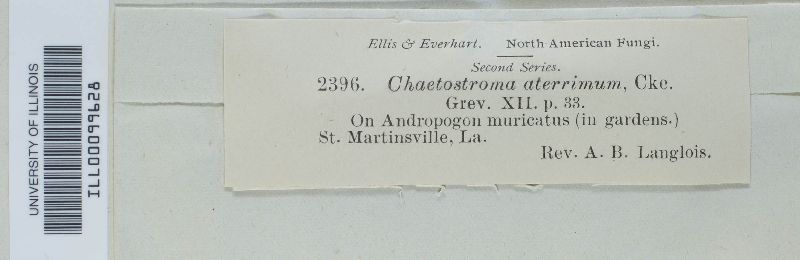 UNIVERSITY OF ILLINOIS
ILL00099628
Ellis & Everhart. North American Fungi.
Second Series.
2396. Chaetostroma aterrimum, Cke.
Grev. XII. p. 33.
On Andropogon muricatus (in gardens.)
St. Martinsville, La.
Rev. A. B. Langlois.